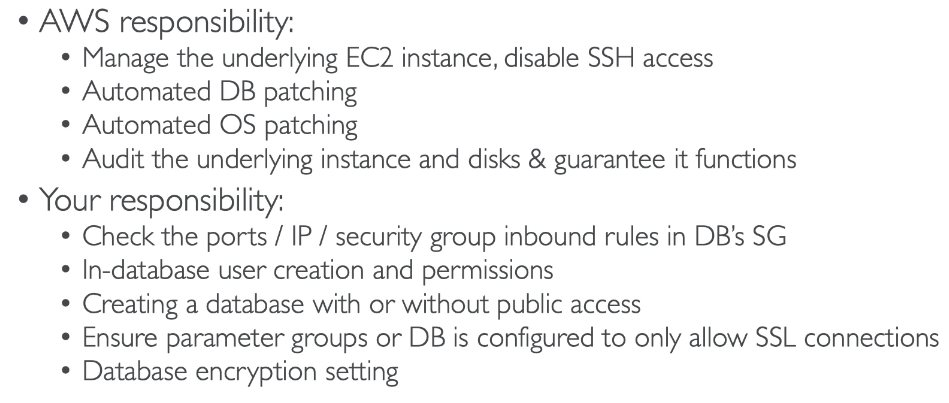 • AWS responsibility:
• Manage the underlying EC2 instance, disable SSH access
• Automated DB patching
• Automated OS patching
• Audit the underlying instance and disks & guarantee it functions
• Your responsibility:
• Check the ports / IP / security group inbound rules in DB's SG
• In-database user creation and permissions
• Creating a database with or without public access
• Ensure parameter groups or DB is configured to only allow SSL connections
• Database encryption setting